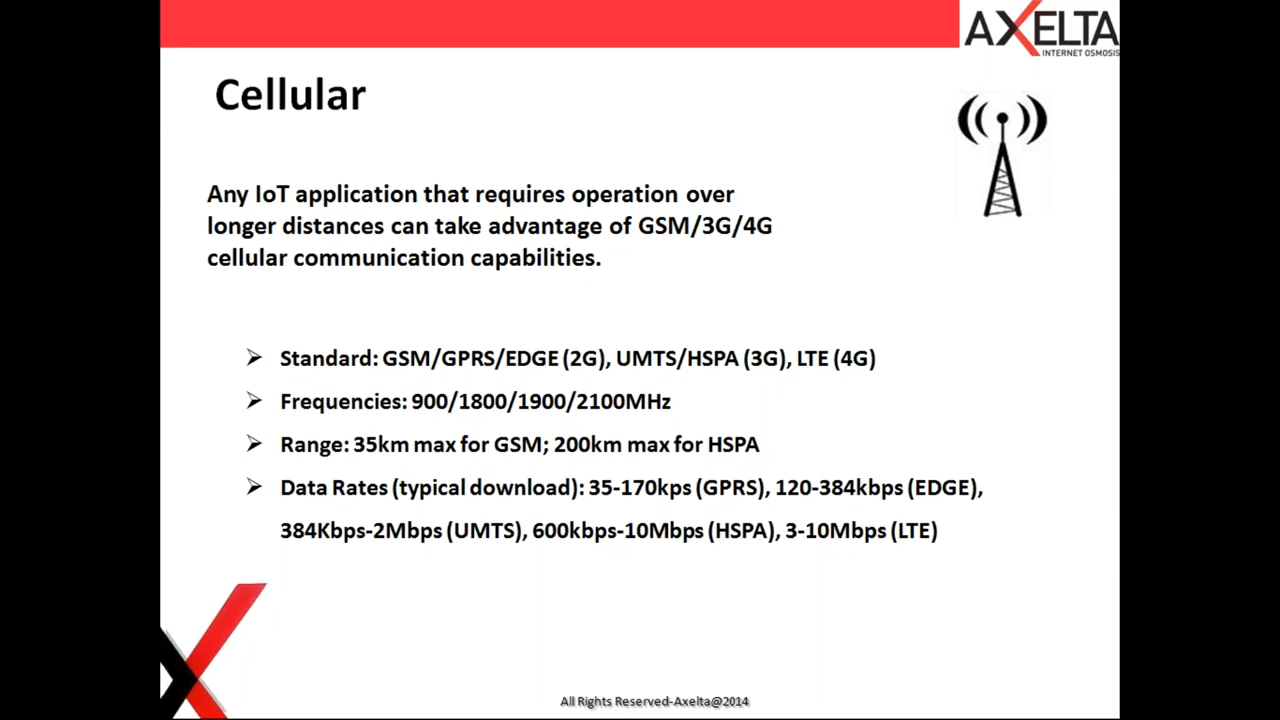 AXELTA
INTERNET OSMOSIS
Cellular
Any IoT application that requires operation over
longer distances can take advantage of GSM/3G/4G
cellular communication capabilities.
➢ Standard: GSM/GPRS/EDGE (2G), UMTS/HSPA (3G), LTE (4G)
➢ Frequencies: 900/1800/1900/2100MHz
➢ Range: 35km max for GSM; 200km max for HSPA
➢ Data Rates (typical download): 35-170kps (GPRS), 120-384kbps (EDGE),
384Kbps-2Mbps (UMTS), 600kbps-10Mbps (HSPA), 3-10Mbps (LTE)
All Rights Reserved-Axelta@2014